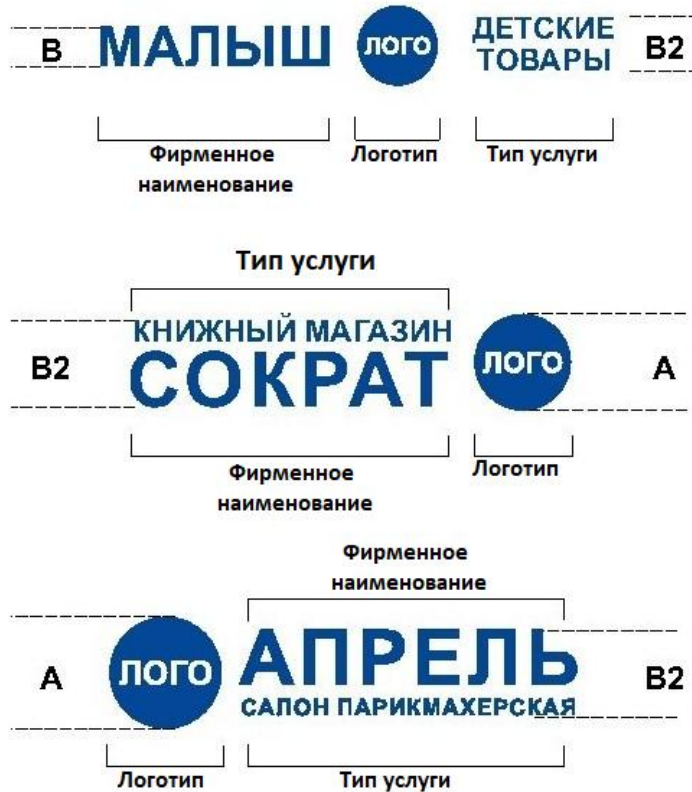 В МАЛЫШ ЛОГО ДЕТСКИЕ
ТОВАРЫ В2
Фирменное
наименование
Логотип
Тип услуги
Тип услуги
КНИЖНЫЙ МАГАЗИН
СОКРАТ
В2
ЛОГО
А
Фирменное
наименование
Логотип
Фирменное
наименование
А
ЛОГО
АПРЕЛЬ
САЛОН ПАРИКМАХЕРСКАЯ
В2
Логотип
Тип услуги